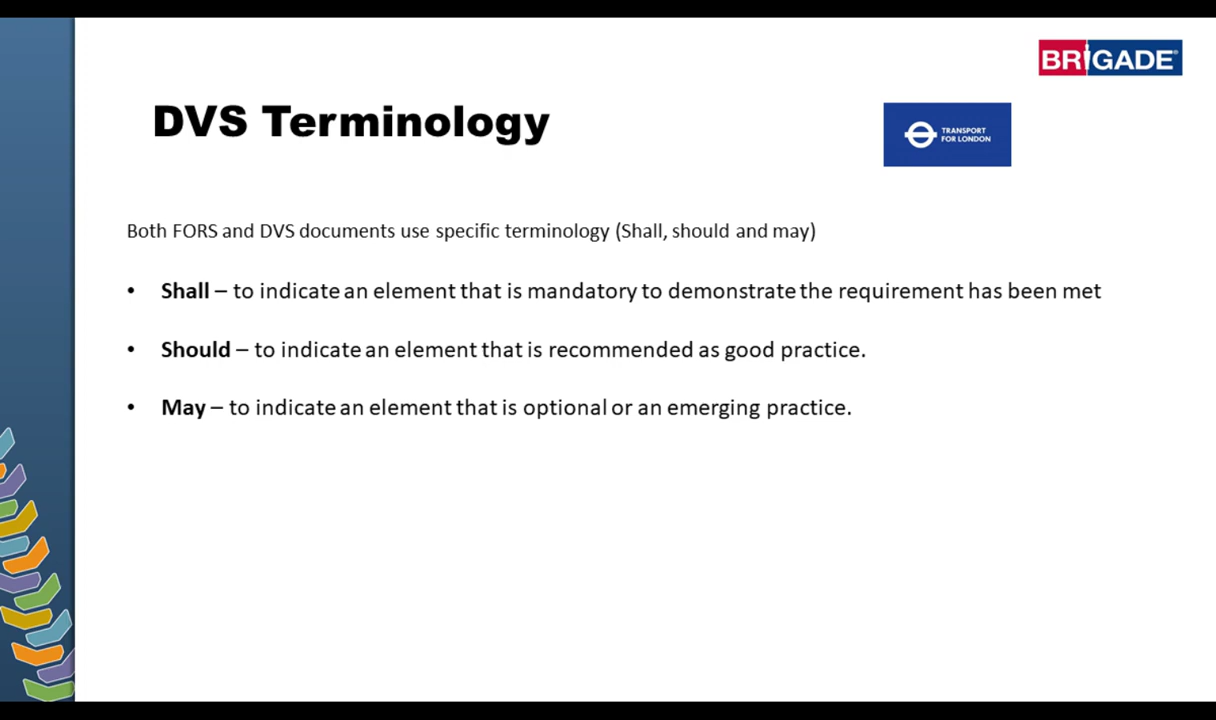 BRIGADE
DVS Terminology
TRANSPORT
FOR LONDON
Both FORS and DVS documents use specific terminology (Shall, should and may)
• Shall – to indicate an element that is mandatory to demonstrate the requirement has been met
• Should – to indicate an element that is recommended as good practice.
• May – to indicate an element that is optional or an emerging practice.